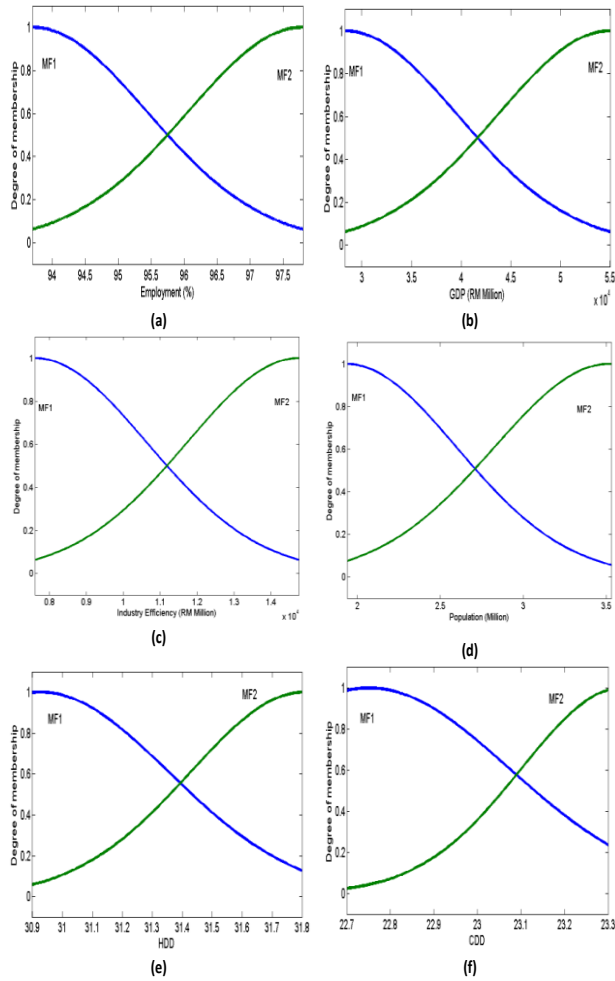 1
MF1
MF2
0.8
0.6
0.4
0.2
0
Degree of membership
94 94.5 95 95.5 96 96.5 97 97.5
Employment (%)
(a)
1
MF1
MF2
0.8
0.6
0.4
0.2
0
Degree of membership
3 3.5 4 4.5 5 5.5
GDP (RM Million)
x 10^4
(b)
1
MF1
MF2
0.8
0.6
0.4
0.2
0
Degree of membership
0.8 0.9 1 1.1 1.2 1.3 1.4
Industry Efficiency (RM Million)
x 10^4
(c)
1
MF1
MF2
0.8
0.6
0.4
0.2
0
Degree of membership
2 2.5 3 3.5
Population (Million)
(d)
1
MF1
MF2
0.8
0.6
0.4
0.2
0
Degree of membership
30.9 31 31.1 31.2 31.3 31.4 31.5 31.6 31.7 31.8
HDD
(e)
1
MF1
MF2
0.8
0.6
0.4
0.2
0
Degree of membership
22.7 22.8 22.9 23 23.1 23.2 23.3
CDD
(f)